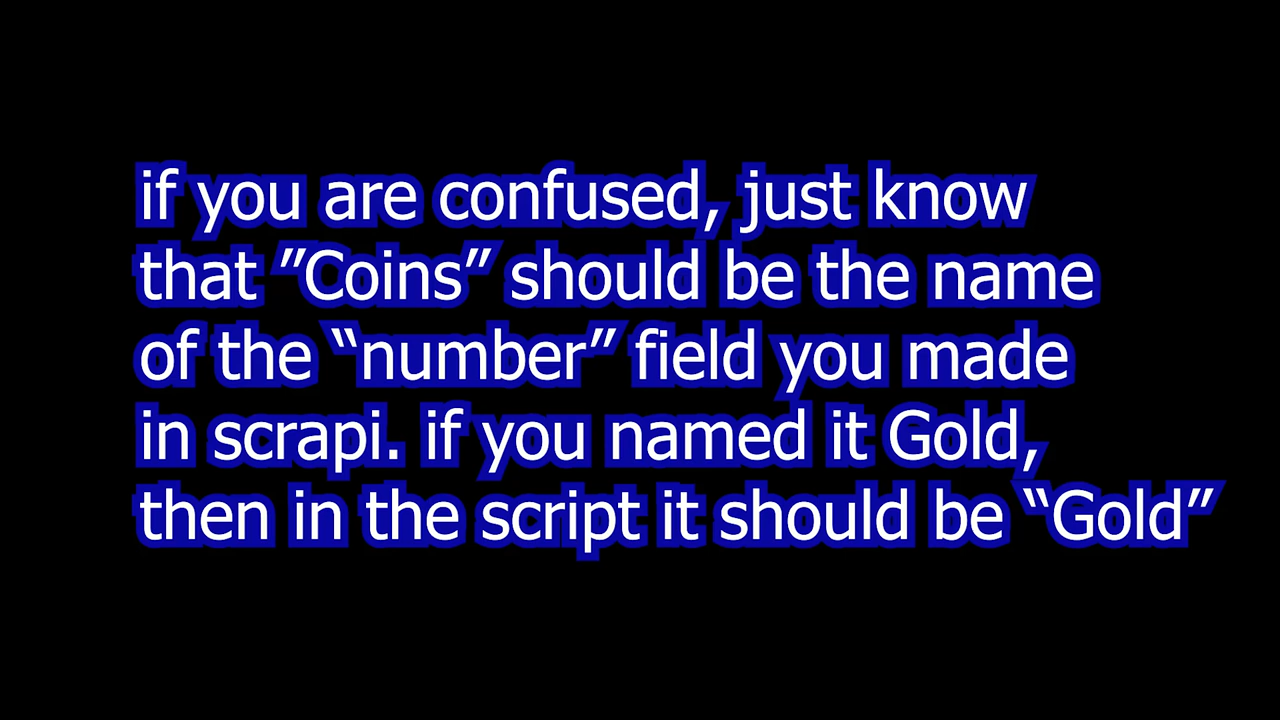 if you are confused, just know
that ”Coins” should be the name
of the “number” field you made
in scrapi. if you named it Gold,
then in the script it should be “Gold”